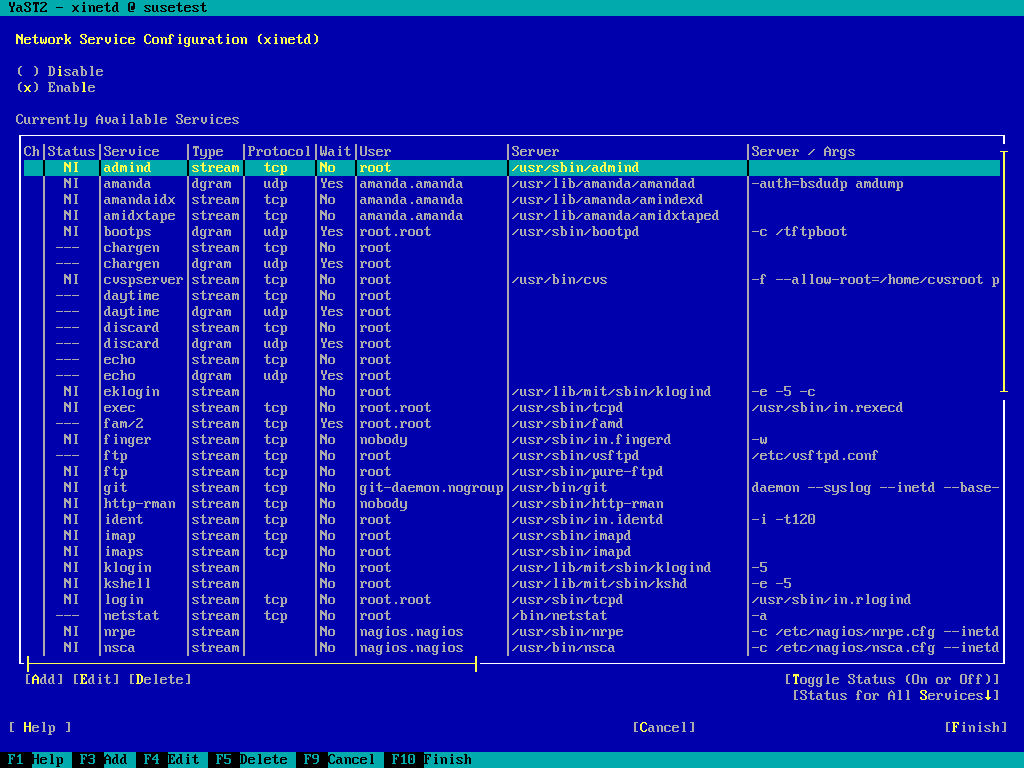 YaST2 - xinetd @ susetest
Network Service Configuration (xinetd)
( ) Disable
(x) Enable
Currently Available Services
Ch|Status|Service |Type |Protocol|Wait|User |Server |Server / Args
NI |admind |stream| tcp |No |root |/usr/sbin/admind |
NI |amanda |dgram | udp |Yes |amanda.amanda |/usr/lib/amanda/amandad |-auth=bsdudp amdump
NI |amandaidx |stream| tcp |No |amanda.amanda |/usr/lib/amanda/amindexd |
NI |amidxtape |stream| tcp |No |amanda.amanda |/usr/lib/amanda/amidxtaped |
NI |bootps |dgram | udp |Yes |root.root |/usr/sbin/bootpd |-c /tftpboot
--- |chargen |stream| tcp |No |root | |
--- |chargen |dgram | udp |Yes |root | |
NI |cvspserver|stream| tcp |No |root |/usr/bin/cvs |-f --allow-root=/home/cvsroot p
--- |daytime |stream| tcp |No |root | |
--- |daytime |dgram | udp |Yes |root | |
--- |discard |stream| tcp |No |root | |
--- |discard |dgram | udp |Yes |root | |
--- |echo |stream| tcp |No |root | |
--- |echo |dgram | udp |Yes |root | |
NI |eklogin |stream| |No |root |/usr/lib/mit/sbin/klogind |-e -5 -c
NI |exec |stream| tcp |No |root.root |/usr/sbin/tcpd |/usr/sbin/in.rexecd
--- |fam/2 |stream| tcp |Yes |root.root |/usr/sbin/famd |
NI |finger |stream| tcp |No |nobody |/usr/sbin/in.fingerd |-w
--- |ftp |stream| tcp |No |root |/usr/sbin/vsftpd |/etc/vsftpd.conf
NI |ftp |stream| tcp |No |root |/usr/sbin/pure-ftpd |
NI |git |stream| tcp |No |git-daemon.nogroup|/usr/bin/git |daemon --syslog --inetd --base-
NI |http-rman |stream| tcp |No |nobody |/usr/sbin/http-rman |
NI |ident |stream| tcp |No |root |/usr/sbin/in.identd |-i -t120
NI |imap |stream| tcp |No |root |/usr/sbin/imapd |
NI |imaps |stream| tcp |No |root |/usr/sbin/imapd |
NI |klogin |stream| |No |root |/usr/lib/mit/sbin/klogind |-5
NI |kshell |stream| |No |root |/usr/lib/mit/sbin/kshd |-e -5
NI |login |stream| tcp |No |root.root |/usr/sbin/tcpd |/usr/sbin/in.rlogind
--- |netstat |stream| tcp |No |root |/bin/netstat |-a
NI |nrpe |stream| |No |nagios.nagios |/usr/sbin/nrpe |-c /etc/nagios/nrpe.cfg --inetd
NI |nsca |stream| |No |nagios.nagios |/usr/bin/nsca |-c /etc/nagios/nsca.cfg --inetd
[Add] [Edit] [Delete] [Toggle Status (On or Off)]
[Status for All Services↓]
[ Help ] [Cancel] [Finish]
F1 Help F3 Add F4 Edit F5 Delete F9 Cancel F10 Finish